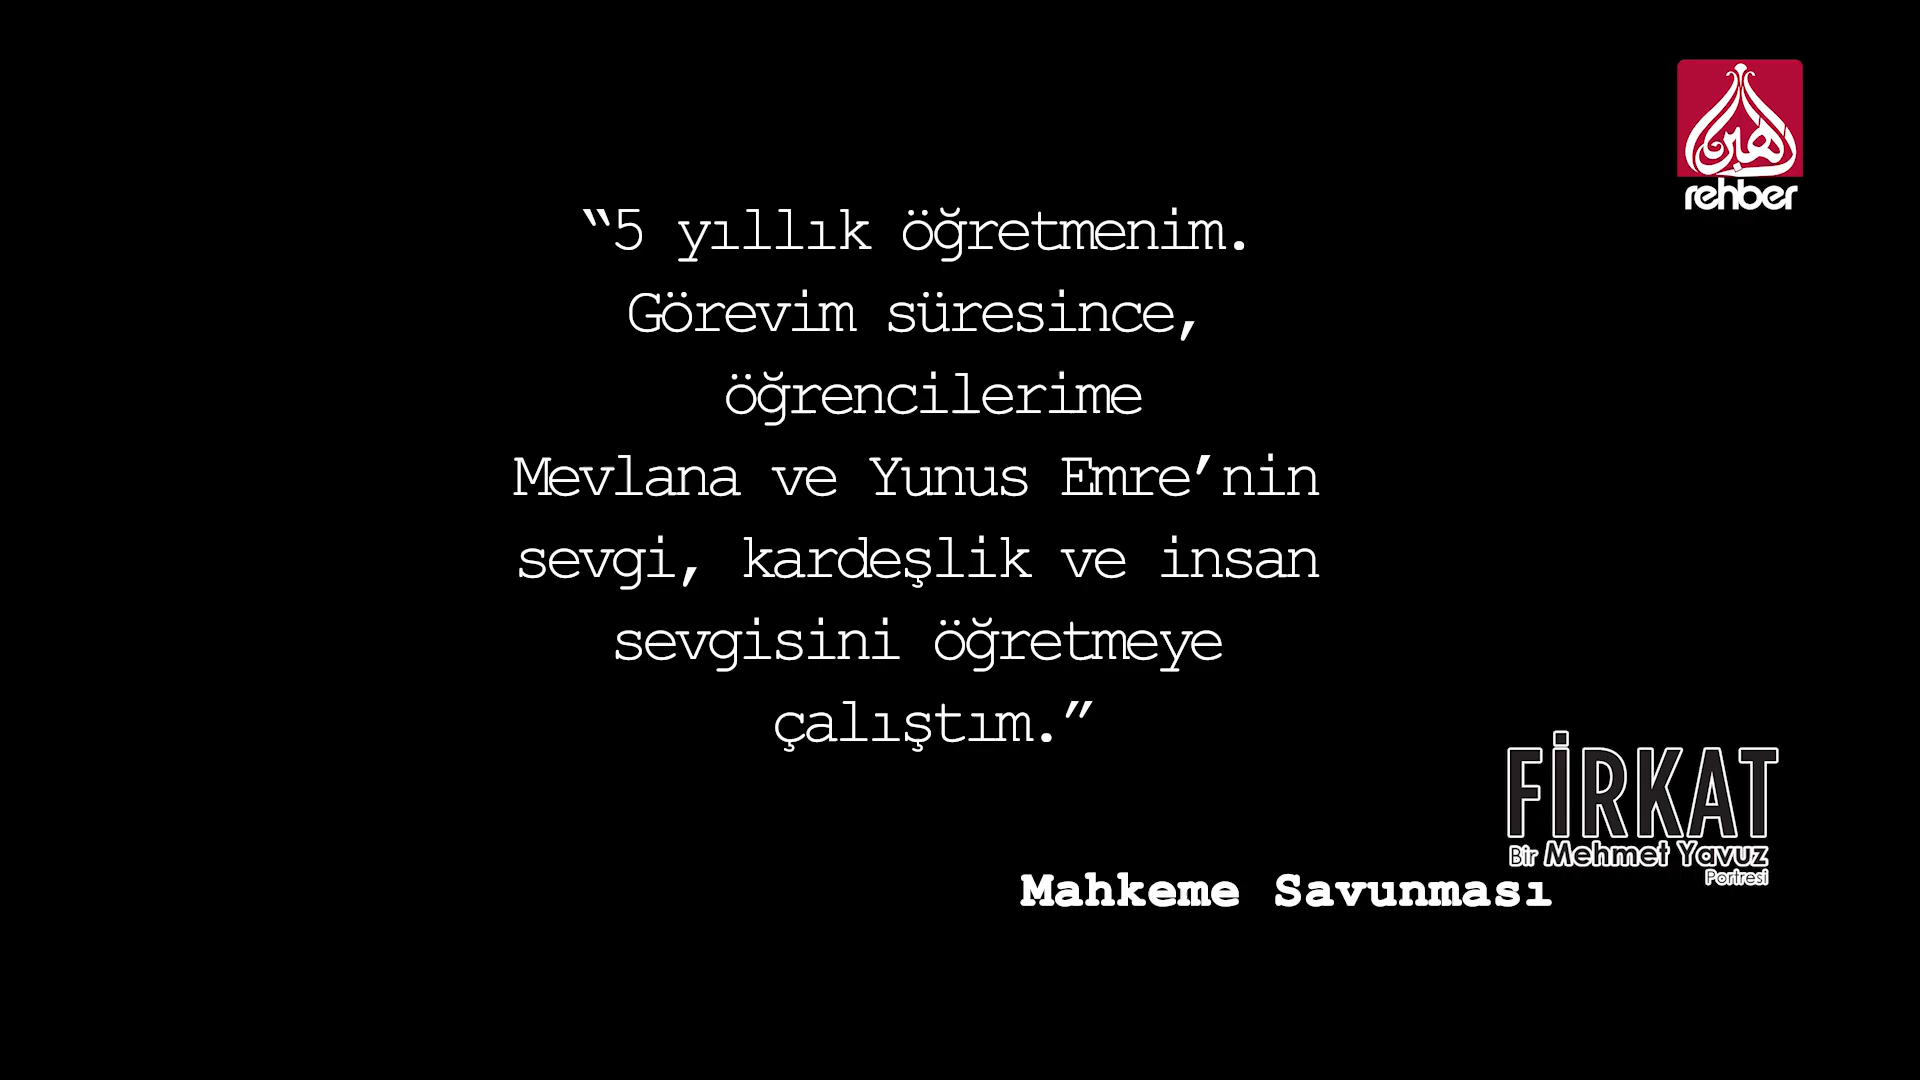 رهبر
rehber
“5 yıllık öğretmenim.
Görevim süresince,
öğrencilerime
Mevlana ve Yunus Emre’nin
sevgi, kardeşlik ve insan
sevgisini öğretmeye
çalıştım.”
FİRKAT
Bir Mehmet Yavuz
Portresi
Mahkeme Savunması